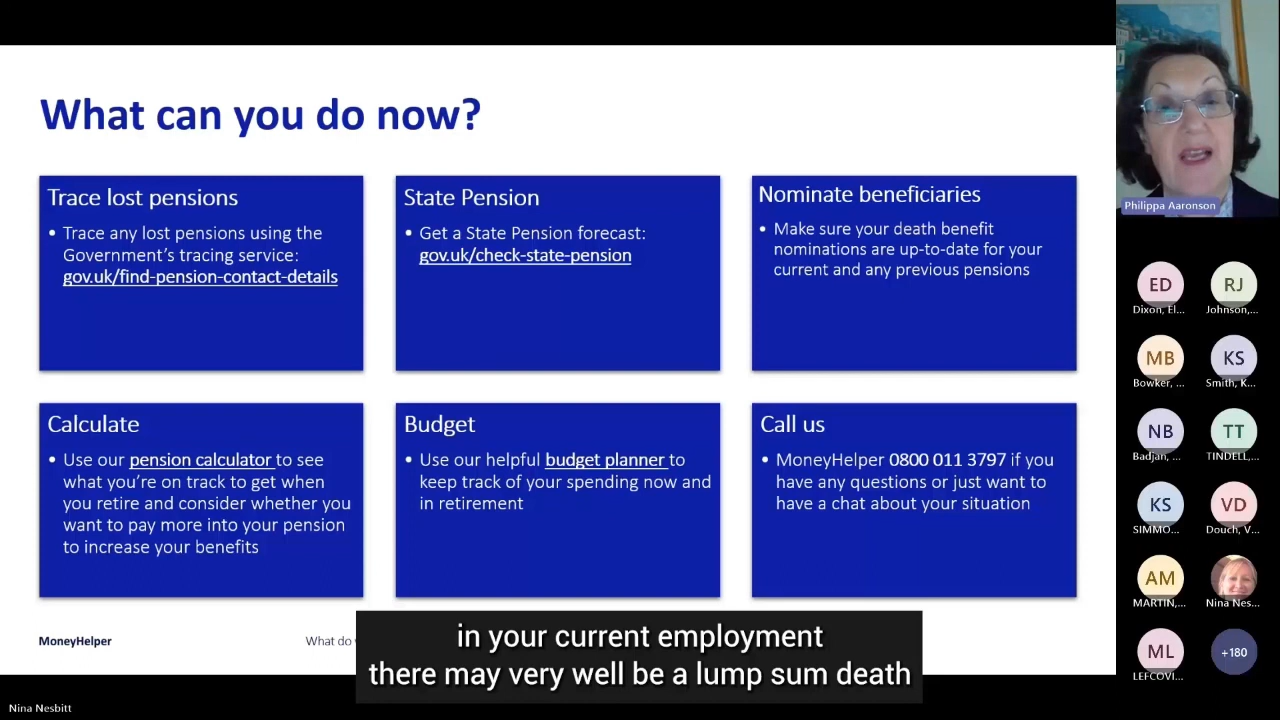 What can you do now?
Trace lost pensions
• Trace any lost pensions using the
Government's tracing service:
gov.uk/find-pension-contact-details
State Pension
• Get a State Pension forecast:
gov.uk/check-state-pension
Nominate beneficiaries
• Make sure your death benefit
nominations are up-to-date for your
current and any previous pensions
Calculate
• Use our pension calculator to see
what you're on track to get when
you retire and consider whether you
want to pay more into your pension
to increase your benefits
Budget
• Use our helpful budget planner to
keep track of your spending now and
in retirement
Call us
• MoneyHelper 0800 011 3797 if you
have any questions or just want to
have a chat about your situation
MoneyHelper
What do
in your current employment
there may very well be a lump sum death
Nina Nesbitt
Philippa Aaronson
ED
RJ
Dixon, El...
Johnson,...
MB
KS
Bowker, ...
Smith, K...
NB
TT
Badjan, ...
TINDELL,...
KS
VD
SIMMO...
Douch, V...
AM
MARTIN,...
Nina Nes...
ML
+180
LEFCOVI...